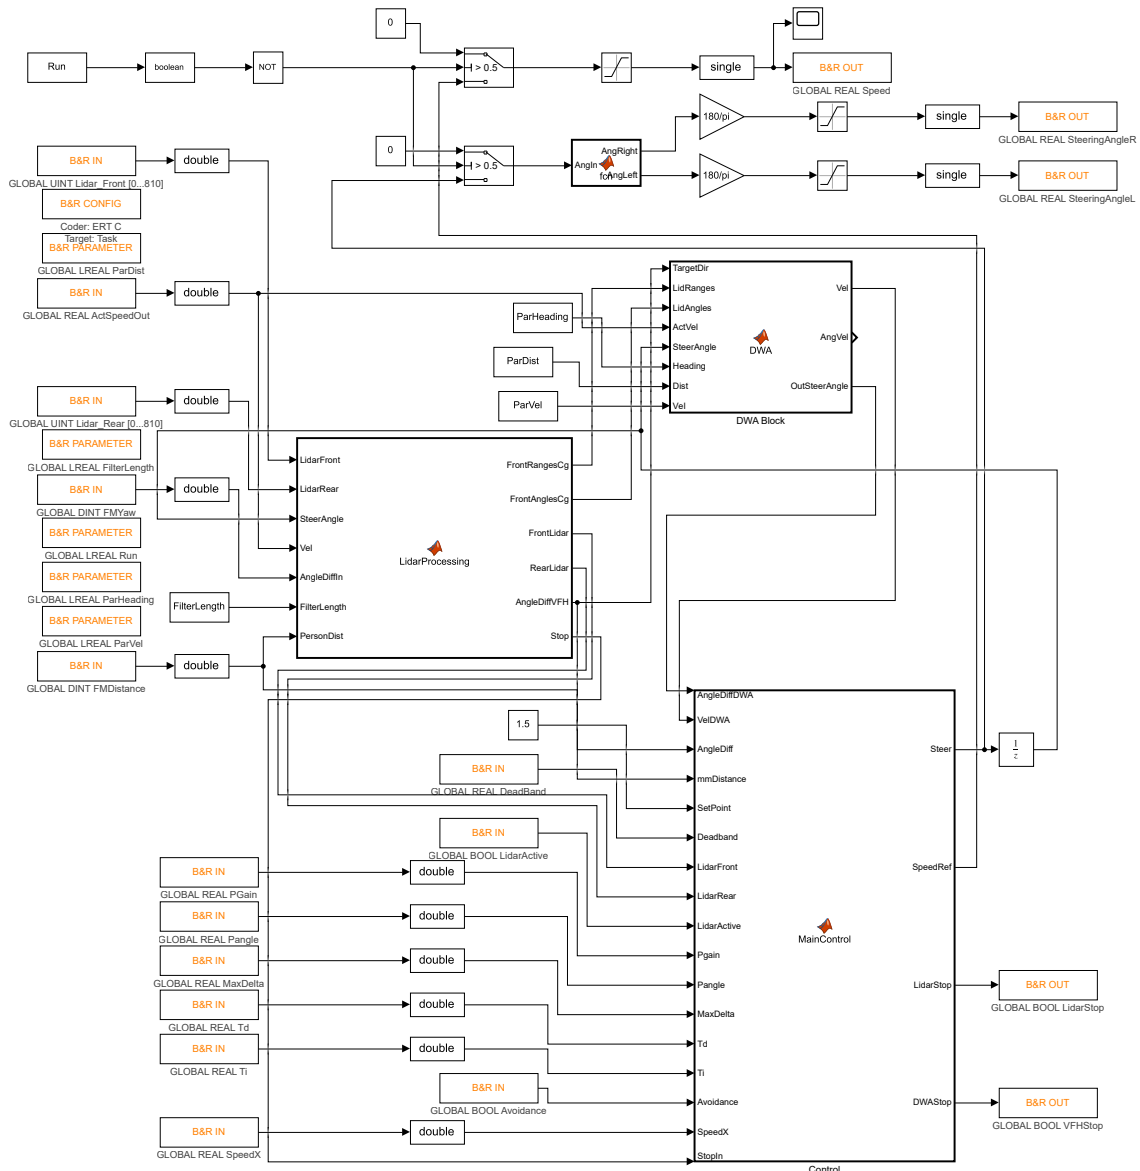 0
Run
boolean
NOT
> 0.5
single
B&R OUT
GLOBAL REAL Speed
180/pi
single
B&R OUT
GLOBAL REAL SteeringAngleR
0
> 0.5
AngIn
AngRight
AngLeft
fcn
180/pi
single
B&R OUT
GLOBAL REAL SteeringAngleL
B&R IN
double
GLOBAL UINT Lidar_Front [0...810]
B&R CONFIG
Coder: ERT C
Target: Task
B&R PARAMETER
GLOBAL LREAL ParDist
B&R IN
double
GLOBAL REAL ActSpeedOut
ParHeading
ParDist
ParVel
TargetDir
LidRanges
LidAngles
ActVel
SteerAngle
Heading
Dist
Vel
DWA
Vel
AngVel
OutSteerAngle
DWA Block
B&R IN
double
GLOBAL UINT Lidar_Rear [0...810]
B&R PARAMETER
GLOBAL LREAL FilterLength
B&R IN
double
GLOBAL DINT FMYaw
B&R PARAMETER
GLOBAL LREAL Run
B&R PARAMETER
GLOBAL LREAL ParHeading
B&R PARAMETER
GLOBAL LREAL ParVel
B&R IN
double
GLOBAL DINT FMDistance
FilterLength
LidarFront
LidarRear
SteerAngle
Vel
AngleDiffIn
FilterLength
PersonDist
LidarProcessing
FrontRangesCg
FrontAnglesCg
FrontLidar
RearLidar
AngleDiffVFH
Stop
1.5
B&R IN
GLOBAL REAL DeadBand
B&R IN
GLOBAL BOOL LidarActive
B&R IN
double
GLOBAL REAL PGain
B&R IN
double
GLOBAL REAL Pangle
B&R IN
double
GLOBAL REAL MaxDelta
B&R IN
double
GLOBAL REAL Td
B&R IN
double
GLOBAL REAL Ti
B&R IN
GLOBAL BOOL Avoidance
B&R IN
double
GLOBAL REAL SpeedX
AngleDiffDWA
VelDWA
AngleDiff
mmDistance
SetPoint
Deadband
LidarFront
LidarRear
LidarActive
Pgain
Pangle
MaxDelta
Td
Ti
Avoidance
SpeedX
StopIn
MainControl
Steer
SpeedRef
LidarStop
DWAStop
Control
1
z
B&R OUT
GLOBAL BOOL LidarStop
B&R OUT
GLOBAL BOOL VFHStop